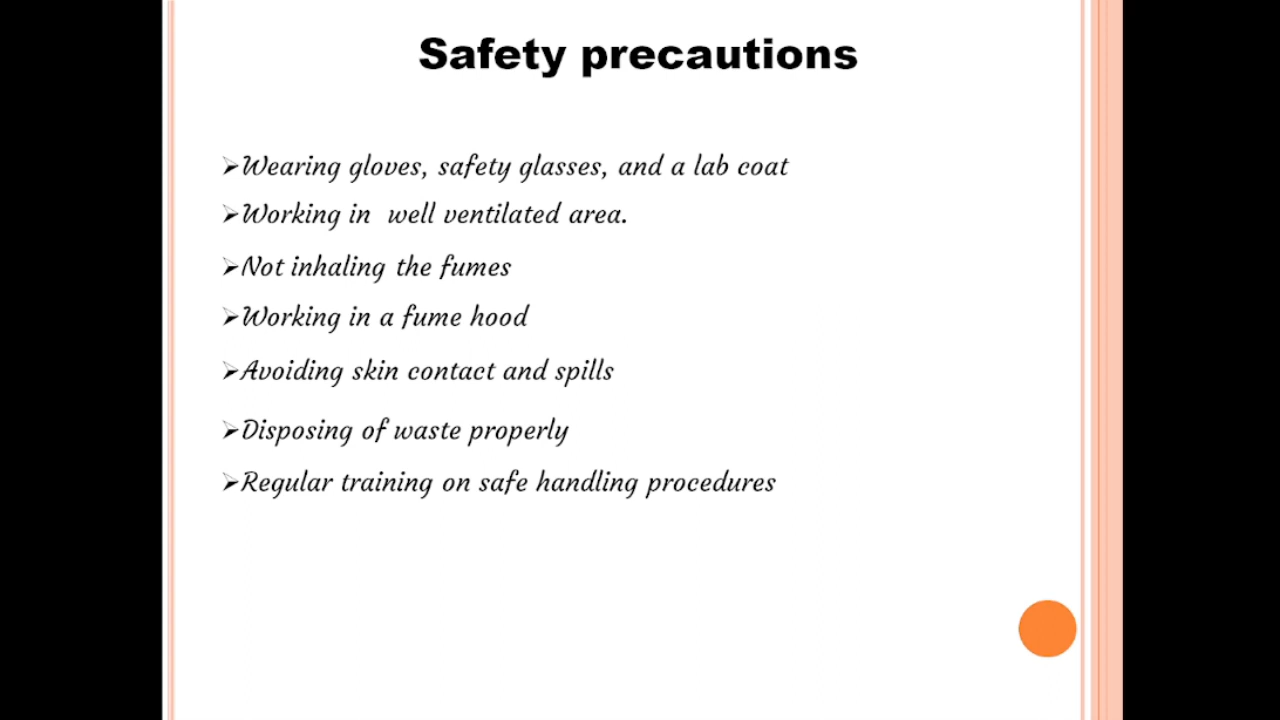 Safety precautions
➢Wearing gloves, safety glasses, and a lab coat
➢Working in  well ventilated area.
➢Not inhaling the fumes
➢Working in a fume hood
➢Avoiding skin contact and spills
➢Disposing of waste properly
➢Regular training on safe handling procedures